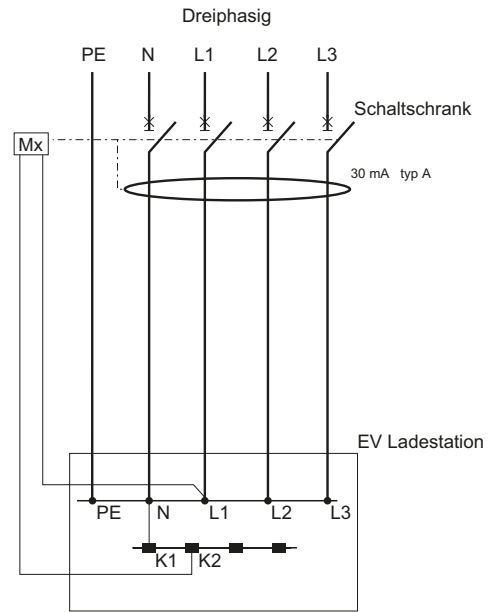 Dreiphasig
PE N L1 L2 L3
Schaltschrank
Mx
30 mA typ A
EV Ladestation
PE N L1 L2 L3
K1 K2